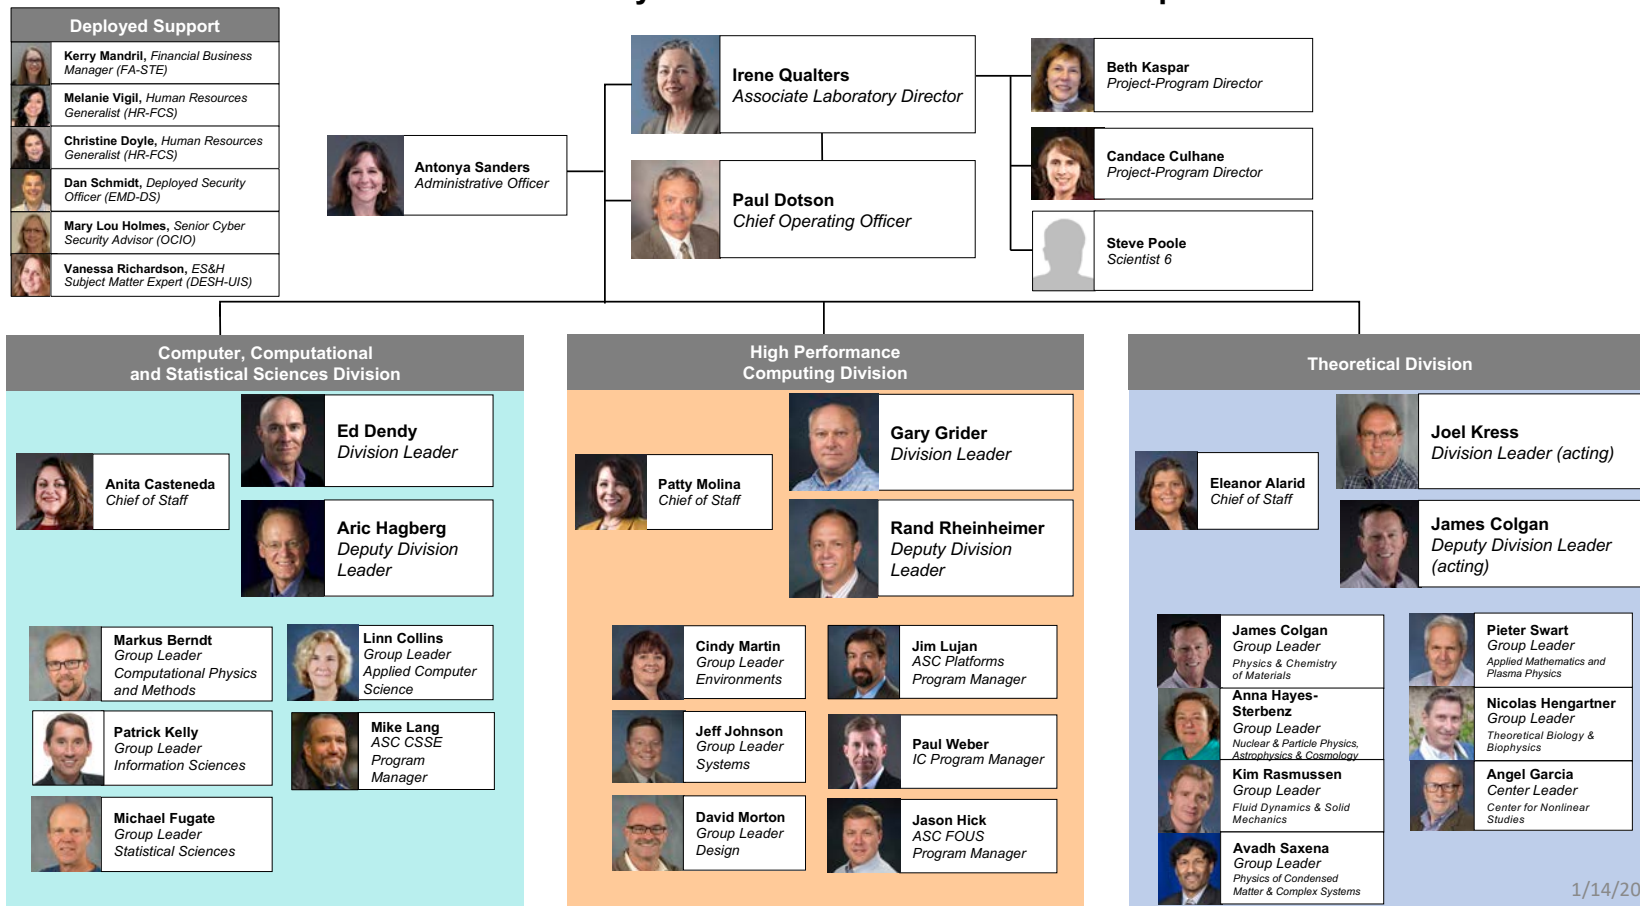 Deployed Support
Kerry Mandril, Financial Business
Manager (FA-STE)
Melanie Vigil, Human Resources
Generalist (HR-FCS)
Christine Doyle, Human Resources
Generalist (HR-FCS)
Dan Schmidt, Deployed Security
Officer (EMD-DS)
Mary Lou Holmes, Senior Cyber
Security Advisor (OCIO)
Vanessa Richardson, ES&H
Subject Matter Expert (DESH-UIS)
Antonya Sanders
Administrative Officer
Irene Qualters
Associate Laboratory Director
Paul Dotson
Chief Operating Officer
Beth Kaspar
Project-Program Director
Candace Culhane
Project-Program Director
Steve Poole
Scientist 6
Computer, Computational
and Statistical Sciences Division
Ed Dendy
Division Leader
Anita Casteneda
Chief of Staff
Aric Hagberg
Deputy Division
Leader
Markus Berndt
Group Leader
Computational Physics
and Methods
Linn Collins
Group Leader
Applied Computer
Science
Patrick Kelly
Group Leader
Information Sciences
Mike Lang
ASC CSSE
Program
Manager
Michael Fugate
Group Leader
Statistical Sciences
High Performance
Computing Division
Gary Grider
Division Leader
Patty Molina
Chief of Staff
Rand Rheinheimer
Deputy Division
Leader
Cindy Martin
Group Leader
Environments
Jim Lujan
ASC Platforms
Program Manager
Jeff Johnson
Group Leader
Systems
Paul Weber
IC Program Manager
David Morton
Group Leader
Design
Jason Hick
ASC FOUS
Program Manager
Theoretical Division
Joel Kress
Division Leader (acting)
Eleanor Alarid
Chief of Staff
James Colgan
Deputy Division Leader
(acting)
James Colgan
Group Leader
Physics & Chemistry
of Materials
Pieter Swart
Group Leader
Applied Mathematics and
Plasma Physics
Anna Hayes-
Sterbenz
Group Leader
Nuclear & Particle Physics,
Astrophysics & Cosmology
Nicolas Hengartner
Group Leader
Theoretical Biology &
Biophysics
Kim Rasmussen
Group Leader
Fluid Dynamics & Solid
Mechanics
Angel Garcia
Center Leader
Center for Nonlinear
Studies
Avadh Saxena
Group Leader
Physics of Condensed
Matter & Complex Systems
1/14/20